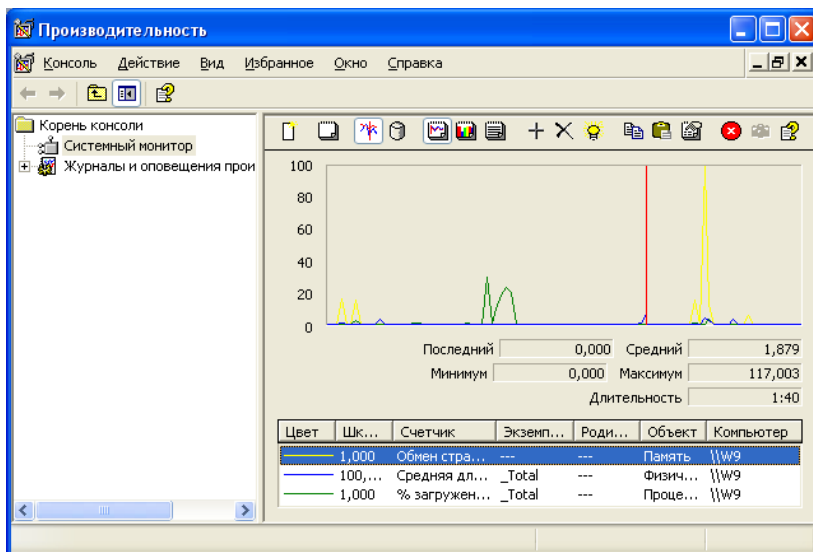 Производительность
Консоль Действие Вид Избранное Окно Справка
Корень консоли
Системный монитор
Журналы и оповещения прои
100
80
60
40
20
0
Последний 0,000 Средний 1,879
Минимум 0,000 Максимум 117,003
Длительность 1:40
Цвет Шк... Счетчик Экземп... Роди... Объект Компьютер
1,000 Обмен стра... --- --- Память \\W9
100,... Средняя дл... _Total --- Физич... \\W9
1,000 % загружен... _Total --- Проце... \\W9